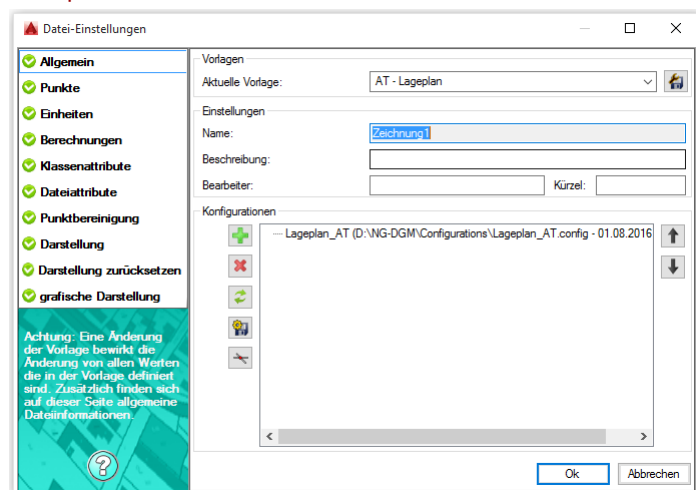 Datei-Einstellungen
Allgemein
Punkte
Einheiten
Berechnungen
Klassenattribute
Dateiattribute
Punktbereinigung
Darstellung
Darstellung zurücksetzen
grafische Darstellung
Achtung: Eine Änderung
der Vorlage bewirkt die
Änderung von allen Werten
die in der Vorlage definiert
sind. Zusätzlich finden sich
auf dieser Seite allgemeine
Dateiinformationen.
?
Vorlagen
Aktuelle Vorlage: AT - Lageplan
Einstellungen
Name: Zeichnung1
Beschreibung:
Bearbeiter: Kürzel:
Konfigurationen
Lageplan_AT (D:\NG-DGM\Configurations\Lageplan_AT.config - 01.08.2016
Ok Abbrechen